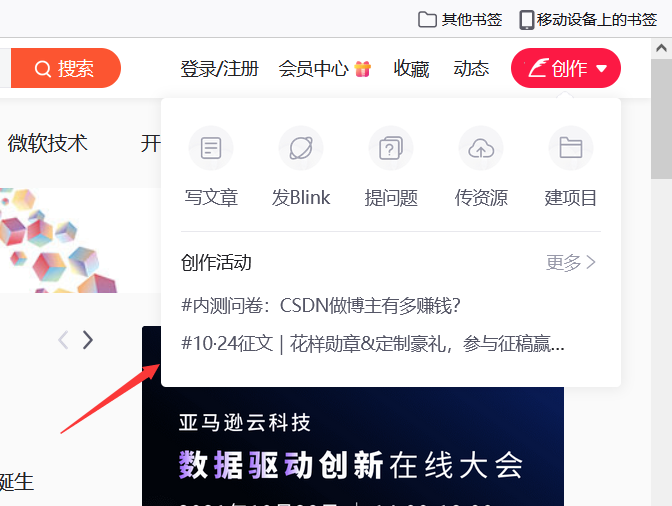 其他书签 移动设备上的书签
搜索 登录/注册 会员中心 收藏 动态 创作
微软技术 开
写文章 发Blink 提问题 传资源 建项目
创作活动 更多
#内测问卷：CSDN做博主有多赚钱？
#10·24征文 | 花样勋章&定制豪礼，参与征稿赢...
亚马逊云科技
数据驱动创新在线大会
诞生